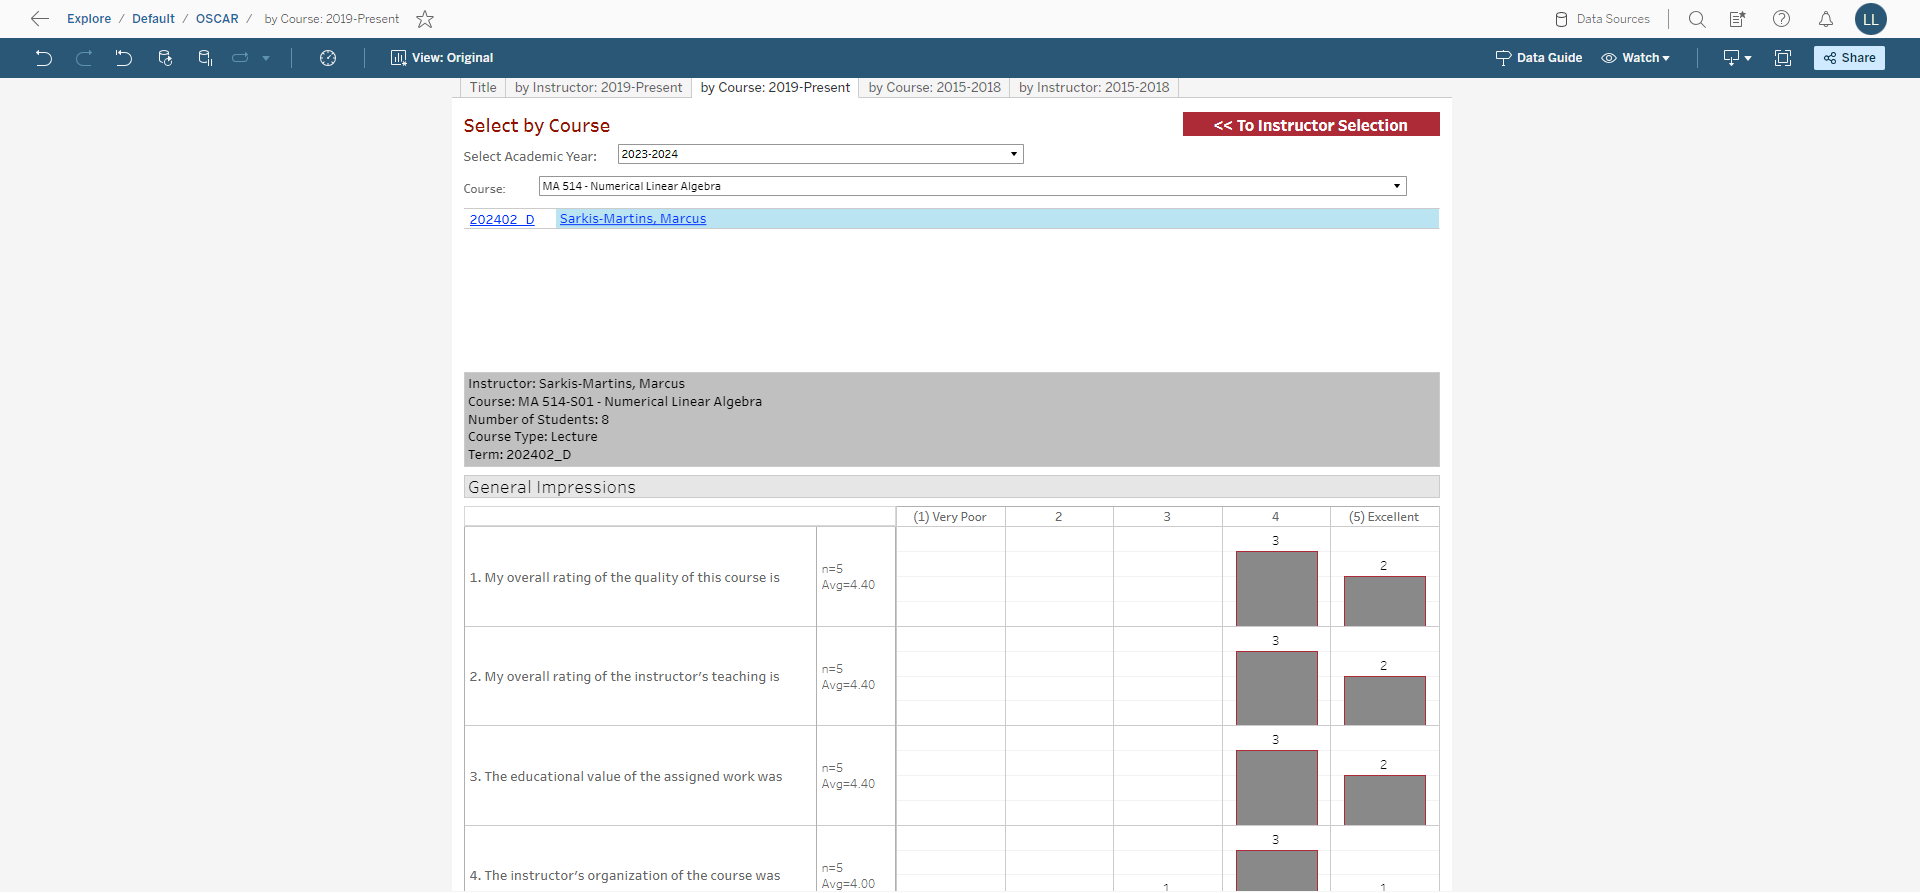 Explore / Default / OSCAR / by Course: 2019-Present
Data Sources
LL
View: Original
Data Guide
Watch
Share
Title
by Instructor: 2019-Present
by Course: 2019-Present
by Course: 2015-2018
by Instructor: 2015-2018
Select by Course
<< To Instructor Selection
Select Academic Year:
2023-2024
Course:
MA 514 - Numerical Linear Algebra
202402_D
Sarkis-Martins, Marcus
Instructor: Sarkis-Martins, Marcus
Course: MA 514-S01 - Numerical Linear Algebra
Number of Students: 8
Course Type: Lecture
Term: 202402_D
General Impressions
(1) Very Poor
2
3
4
(5) Excellent
1. My overall rating of the quality of this course is
n=5
Avg=4.40
3
2
2. My overall rating of the instructor's teaching is
n=5
Avg=4.40
3
2
3. The educational value of the assigned work was
n=5
Avg=4.40
3
2
4. The instructor's organization of the course was
n=5
Avg=4.00
1
3
1